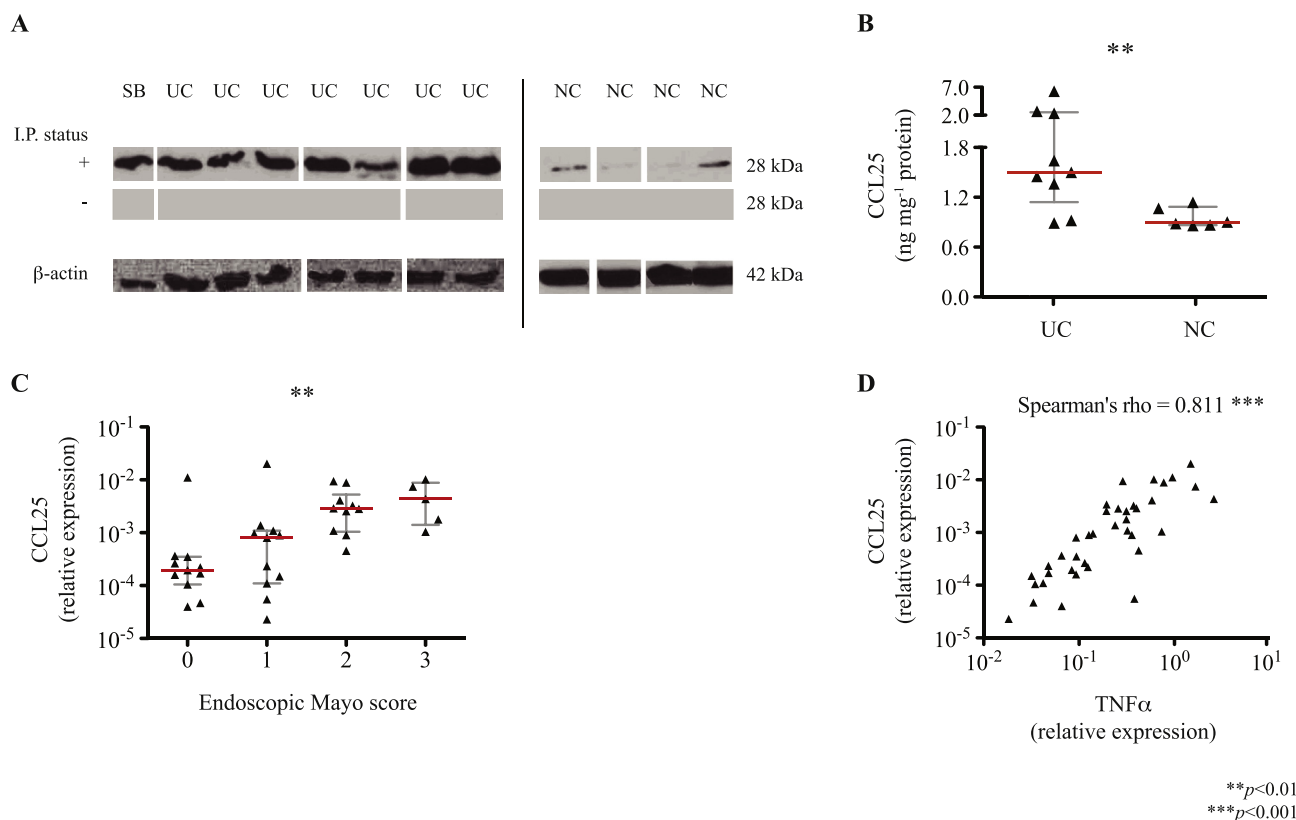 A
SB UC UC UC UC UC UC UC NC NC NC NC
I.P. status
+ 28 kDa
- 28 kDa
β-actin 42 kDa
B
**
CCL25
(ng mg⁻¹ protein)
7.0
2.0
1.8
1.2
0.6
0.0
UC NC
C
**
CCL25
(relative expression)
10⁻¹
10⁻²
10⁻³
10⁻⁴
10⁻⁵
0 1 2 3
Endoscopic Mayo score
D
Spearman's rho = 0.811 ***
CCL25
(relative expression)
10⁻¹
10⁻²
10⁻³
10⁻⁴
10⁻⁵
10⁻² 10⁻¹ 10⁰ 10¹
TNFα
(relative expression)
**p<0.01
***p<0.001